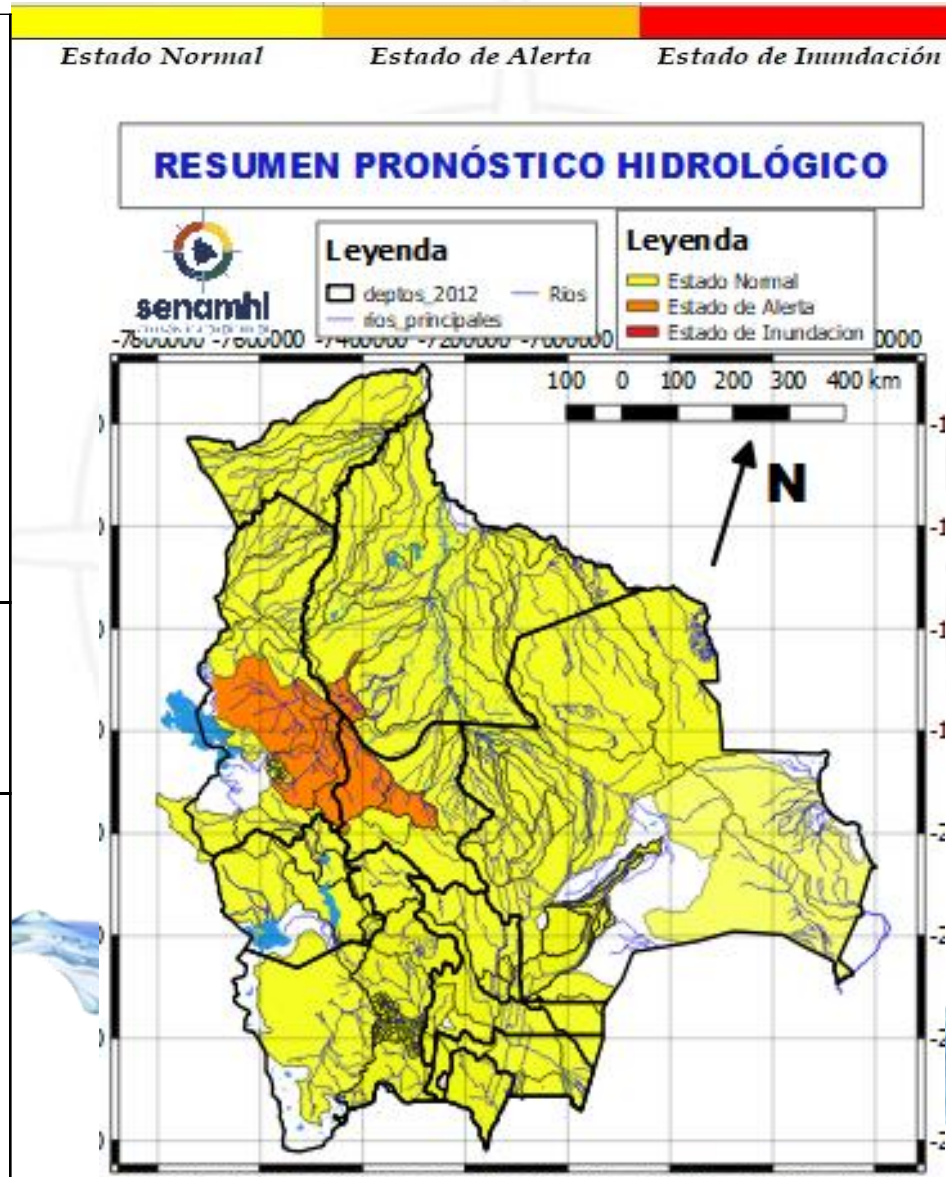 Estado Normal Estado de Alerta Estado de Inundación
RESUMEN PRONÓSTICO HIDROLÓGICO
senamhi
Leyenda
deptos_2012 Rios
rios_principales
Leyenda
Estado Normal
Estado de Alerta
Estado de Inundacion
-7800000 -7600000 -7400000 -7200000 -7000000
100 0 100 200 300 400 km
N